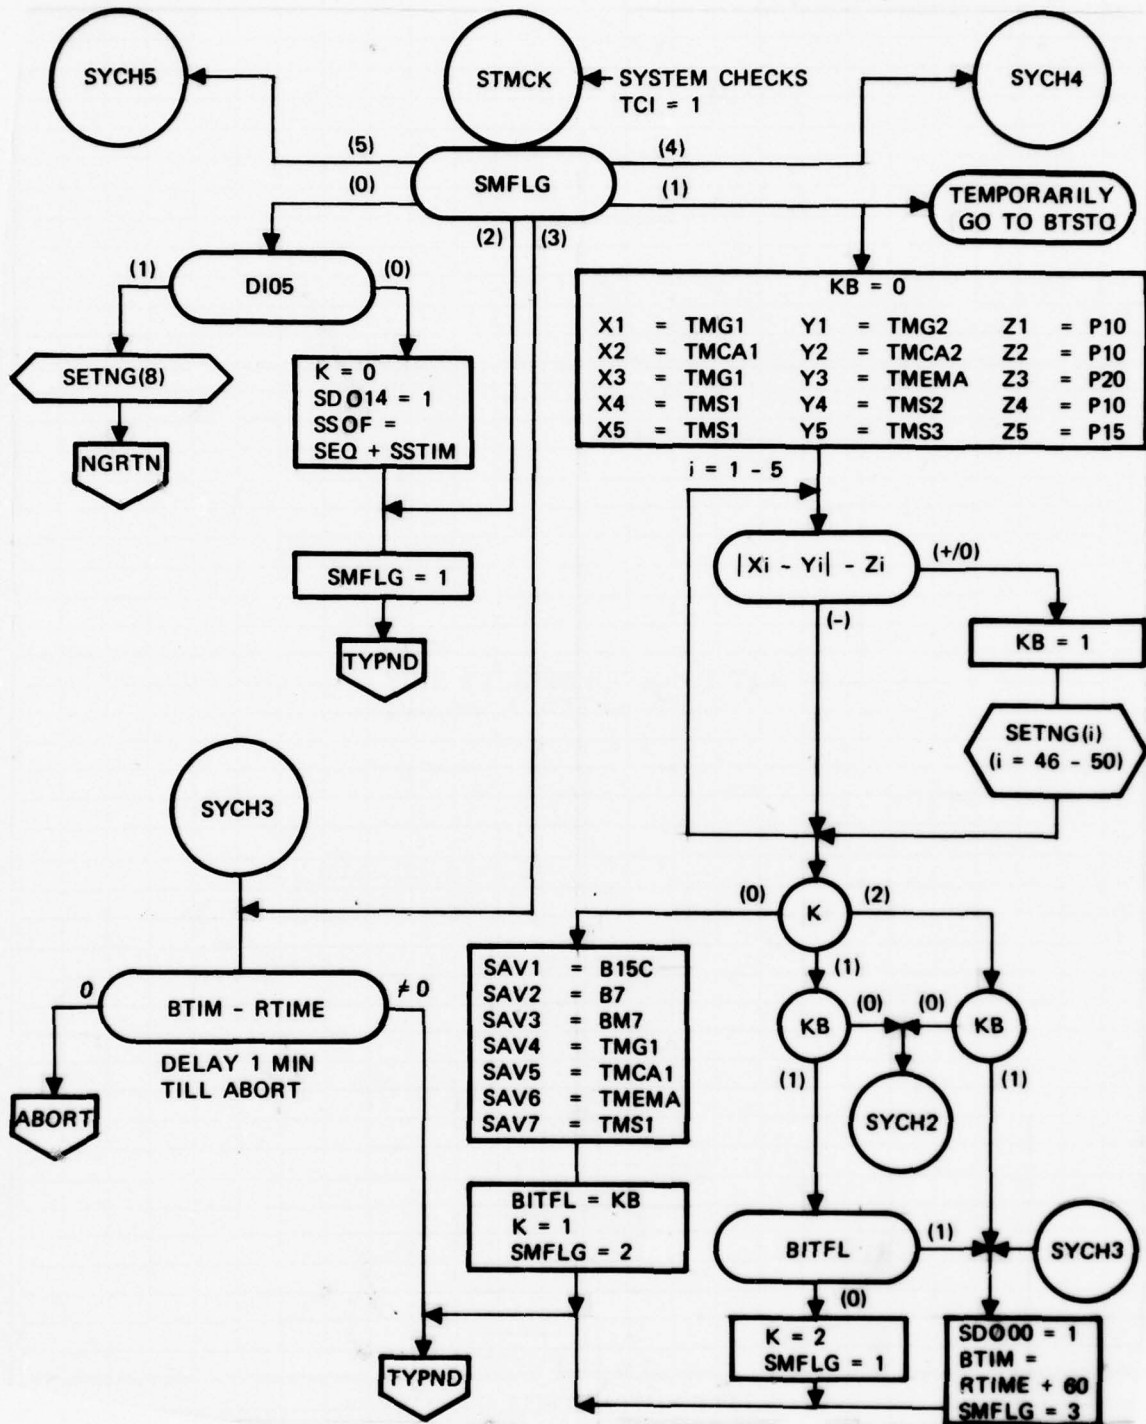 SYCH5
STMCK
SYSTEM CHECKS
TCI = 1
SYCH4
(5)
(4)
(0)
SMFLG
(1)
(2)
(3)
TEMPORARILY
GO TO BTSTQ
(1)
DI05
(0)
SETNG(8)
NGRTN
K = 0
SDO14 = 1
SSOF =
SEQ + SSTIM
SMFLG = 1
TYPND
KB = 0
X1 = TMG1 Y1 = TMG2 Z1 = P10
X2 = TMCA1 Y2 = TMCA2 Z2 = P10
X3 = TMG1 Y3 = TMEMA Z3 = P20
X4 = TMS1 Y4 = TMS2 Z4 = P10
X5 = TMS1 Y5 = TMS3 Z5 = P15
i = 1 - 5
|Xi - Yi| - Zi
(+/0)
(-)
KB = 1
SETNG(i)
(i = 46 - 50)
SYCH3
0
BTIM - RTIME
≠ 0
DELAY 1 MIN
TILL ABORT
ABORT
(0)
K
(2)
(1)
SAV1 = B15C
SAV2 = B7
SAV3 = BM7
SAV4 = TMG1
SAV5 = TMCA1
SAV6 = TMEMA
SAV7 = TMS1
KB
(0)
(0)
KB
(1)
(1)
SYCH2
BITFL = KB
K = 1
SMFLG = 2
BITFL
(1)
SYCH3
(0)
K = 2
SMFLG = 1
SDO00 = 1
BTIM =
RTIME + 60
SMFLG = 3
TYPND